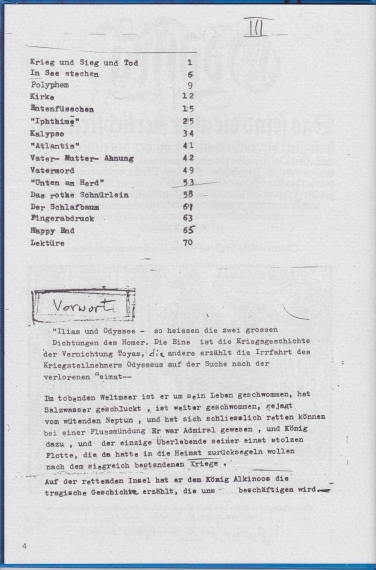 III
Krieg und Sieg und Tod 1
In See stechen 6
Polyphem 9
Kirke 12
Entenfüsschen 15
"Iphthime" 25
Kalypse 34
"Atlantis" 41
Vater- Mutter- Ahnung 42
Vatermord 49
"Unten am Herd" 53
Das rothe Schnürlein 58
Der Schlafbaum 61
Fingerabdruck 63
Happy End 65
Lektüre 70
Vorwort
"Ilias und Odyssee - so heissen die zwei grossen
Dichtungen des Homer. Die Eine ist die Kriegsgeschichte
der Vernichtung Toyas, die andere erzählt die Irrfahrt des
Kriegsteilnehmers Odysseus auf der Suche nach der
verlorenen "eimat--
Im tobenden Weltmeer ist er um sein Leben geschwommen, hat
Salzwasser geschluckt , ist weiter geschwommen, gejagt
vom wütenden Neptun , und hat sich schliesslich retten können
bei einer Flussmündung Er war Admiral gewesen , und König
dazu , und der einzige Überlebende seiner einst stolzen
Flotte, die da hatte in die Heimat zurücksegeln wollen
nach dem siegreich bestandenen Kriege .
Auf der rettenden Insel hat er dem König Alkinoos die
tragische Geschichte erzählt, die uns beschäftigen wird.—
4